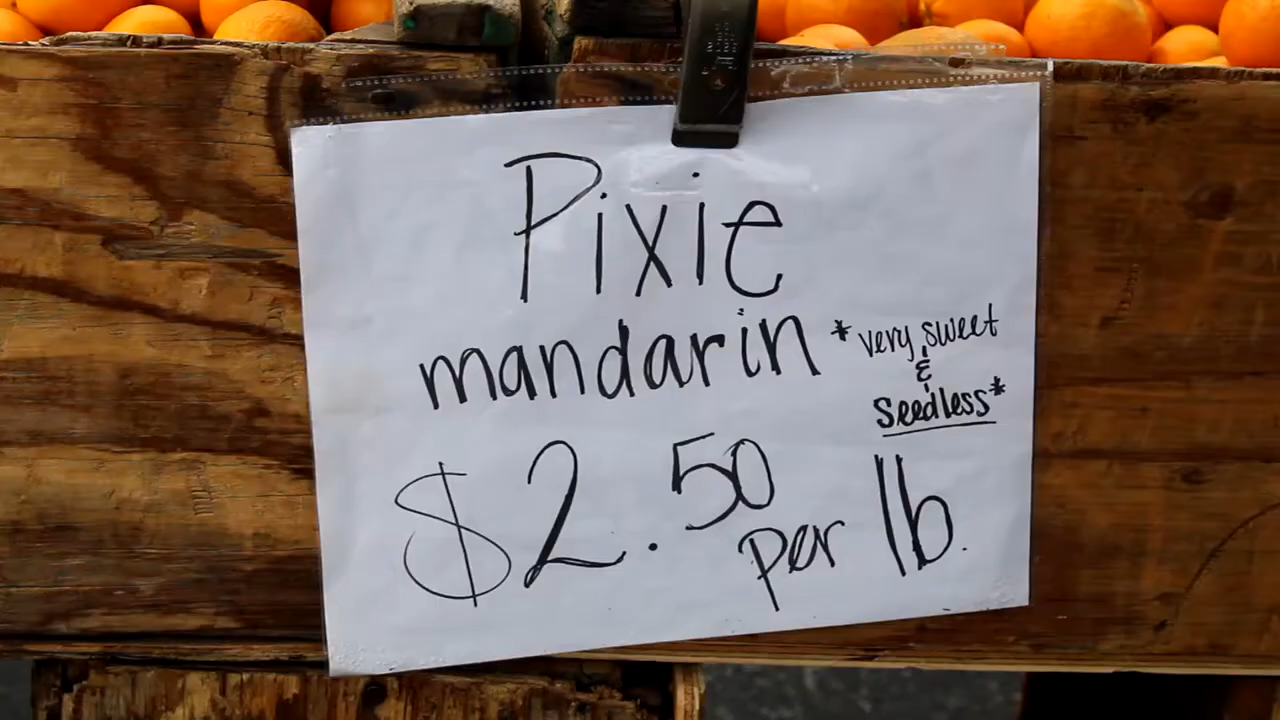 Pixie
mandarin
*very sweet
&
seedless*
$2.50
per lb.